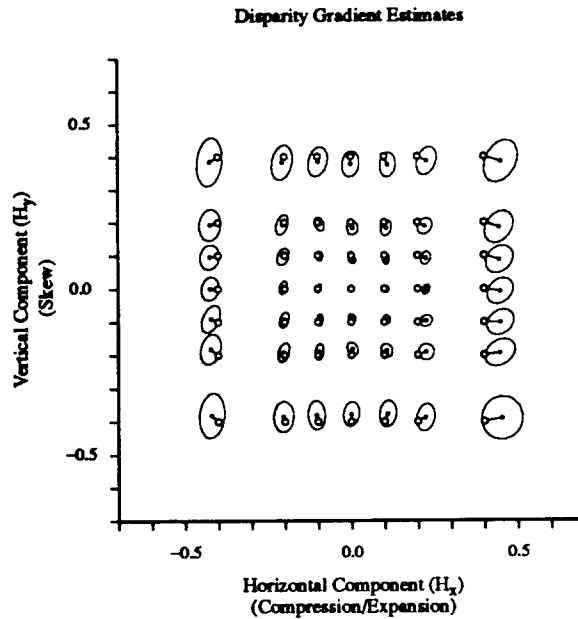 Disparity Gradient Estimates
Vertical Component (Hy)
(Skew)
0.5
0.0
−0.5
−0.5 0.0 0.5
Horizontal Component (Hx)
(Compression/Expansion)